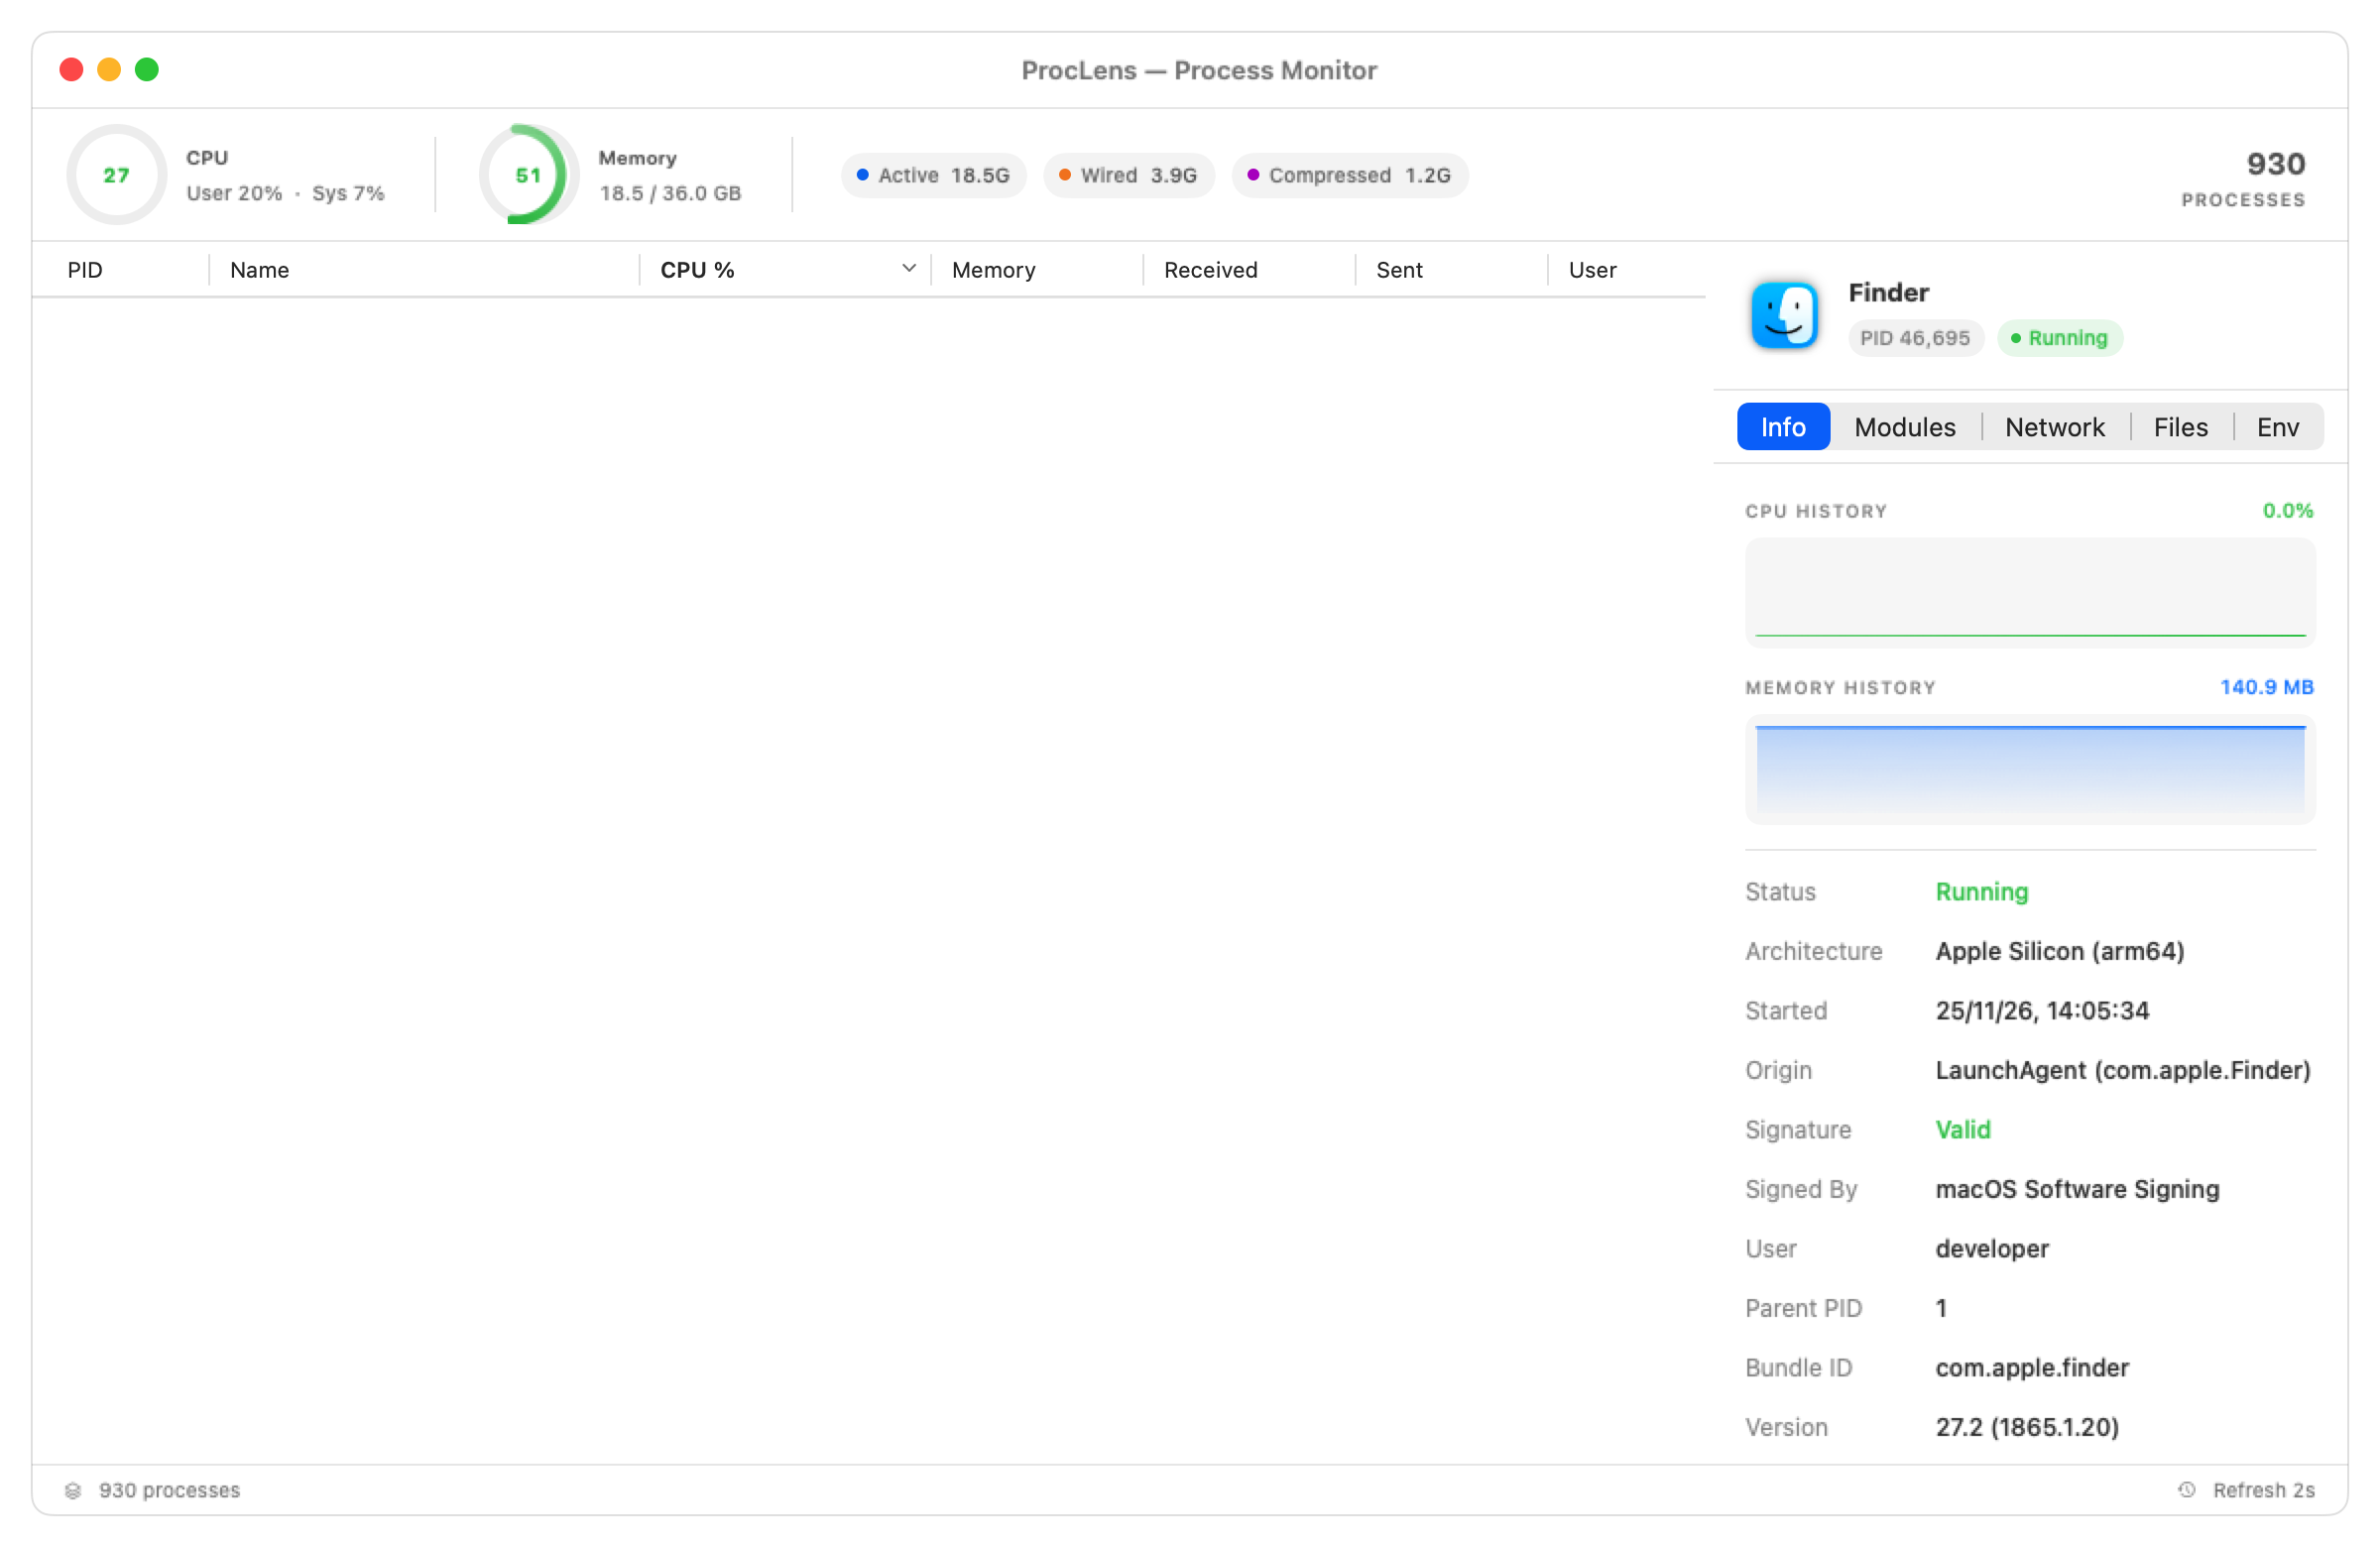 ProcLens — Process Monitor
27
CPU
User 20% · Sys 7%
51
Memory
18.5 / 36.0 GB
Active 18.5G
Wired 3.9G
Compressed 1.2G
930
PROCESSES
PID Name CPU % Memory Received Sent User
Finder
PID 46,695 Running
Info Modules Network Files Env
CPU HISTORY 0.0%
MEMORY HISTORY 140.9 MB
Status Running
Architecture Apple Silicon (arm64)
Started 25/11/26, 14:05:34
Origin LaunchAgent (com.apple.Finder)
Signature Valid
Signed By macOS Software Signing
User developer
Parent PID 1
Bundle ID com.apple.finder
Version 27.2 (1865.1.20)
930 processes
Refresh 2s